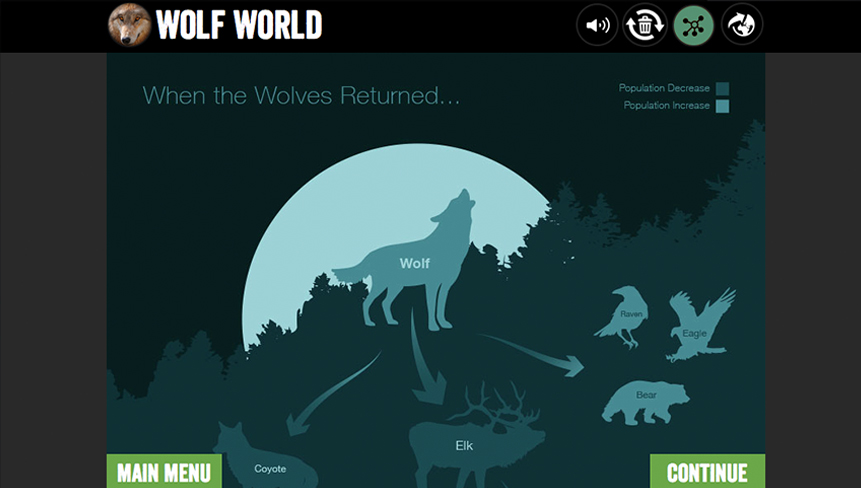 WOLF WORLD
When the Wolves Returned...
Population Decrease
Population Increase
Wolf
Raven
Eagle
Bear
Elk
Coyote
MAIN MENU
CONTINUE